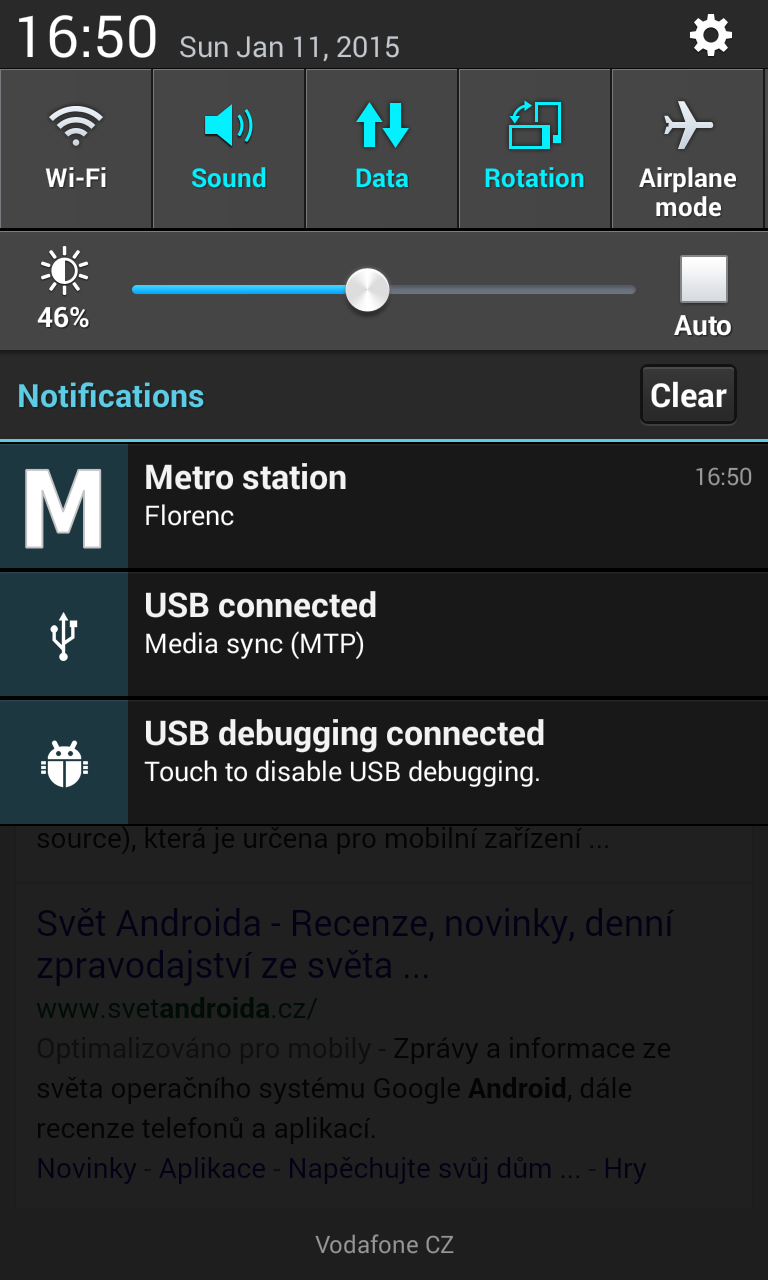 16:50 Sun Jan 11, 2015
Wi-Fi Sound Data Rotation Airplane mode
46% Auto
Notifications Clear
M Metro station 16:50
Florenc
USB connected
Media sync (MTP)
USB debugging connected
Touch to disable USB debugging.
source), která je určena pro mobilní zařízení ...
Svět Androida - Recenze, novinky, denní
zpravodajství ze světa ...
www.svetandroida.cz/
Optimalizováno pro mobily - Zprávy a informace ze
světa operačního systému Google Android, dále
recenze telefonů a aplikací.
Novinky - Aplikace - Napěchujte svůj dům ... - Hry
Vodafone CZ